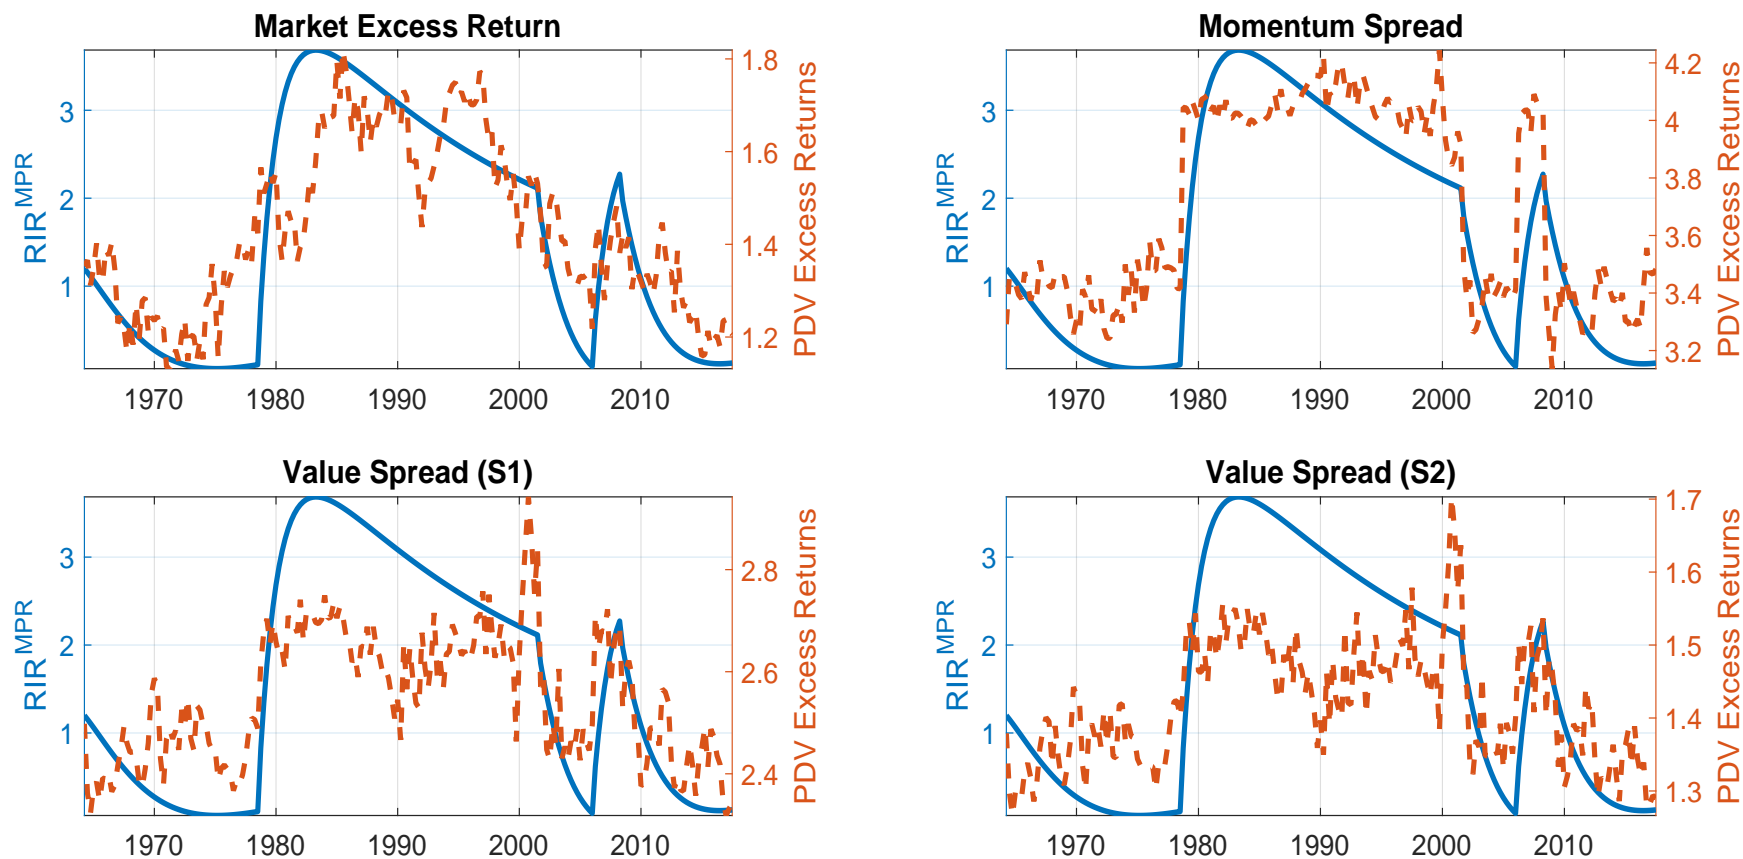 Market Excess Return
RIR^MPR
3
2
1
1.8
1.6
1.4
1.2
PDV Excess Returns
1970 1980 1990 2000 2010
Momentum Spread
RIR^MPR
3
2
1
4.2
4
3.8
3.6
3.4
3.2
PDV Excess Returns
1970 1980 1990 2000 2010
Value Spread (S1)
RIR^MPR
3
2
1
2.8
2.6
2.4
PDV Excess Returns
1970 1980 1990 2000 2010
Value Spread (S2)
RIR^MPR
3
2
1
1.7
1.6
1.5
1.4
1.3
PDV Excess Returns
1970 1980 1990 2000 2010